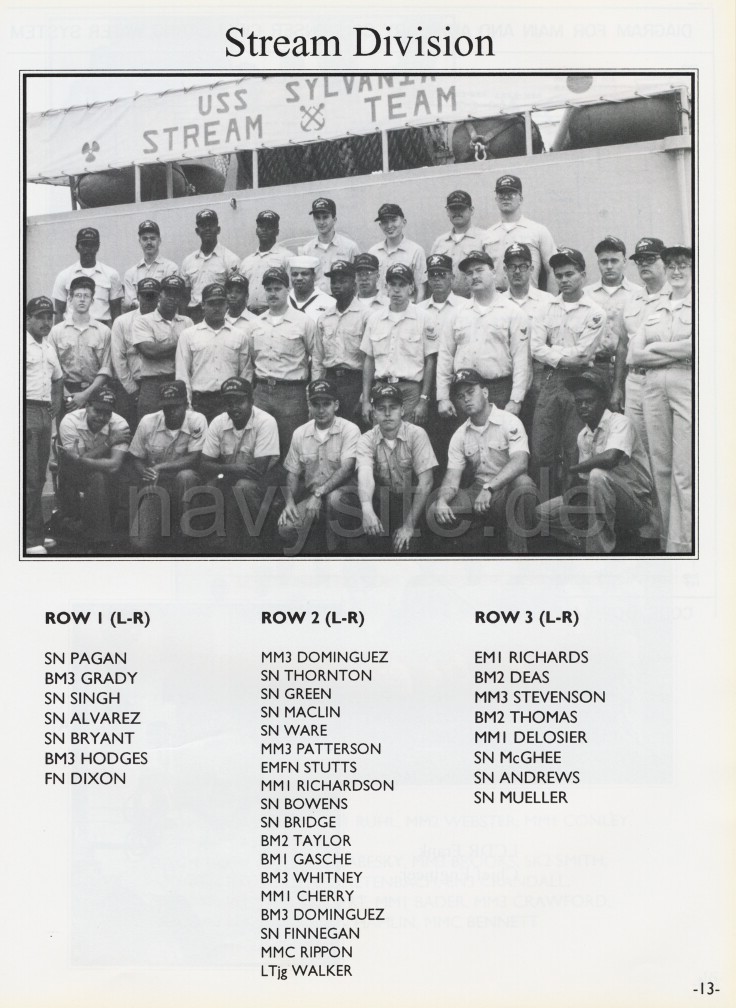 Stream Division
USS SYLVANIA
STREAM TEAM
navysite.de
ROW 1 (L-R)
SN PAGAN
BM3 GRADY
SN SINGH
SN ALVAREZ
SN BRYANT
BM3 HODGES
FN DIXON
ROW 2 (L-R)
MM3 DOMINGUEZ
SN THORNTON
SN GREEN
SN MACLIN
SN WARE
MM3 PATTERSON
EMFN STUTTS
MM1 RICHARDSON
SN BOWENS
SN BRIDGE
BM2 TAYLOR
BM1 GASCHE
BM3 WHITNEY
MM1 CHERRY
BM3 DOMINGUEZ
SN FINNEGAN
MMC RIPPON
LTjg WALKER
ROW 3 (L-R)
EM1 RICHARDS
BM2 DEAS
MM3 STEVENSON
BM2 THOMAS
MM1 DELOSIER
SN McGHEE
SN ANDREWS
SN MUELLER
-13-